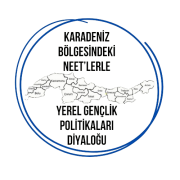 KARADENİZ
BÖLGESİNDEKİ
NEET'LERLE
YEREL GENÇLİK
POLİTİKALARI
DİYALOĞU